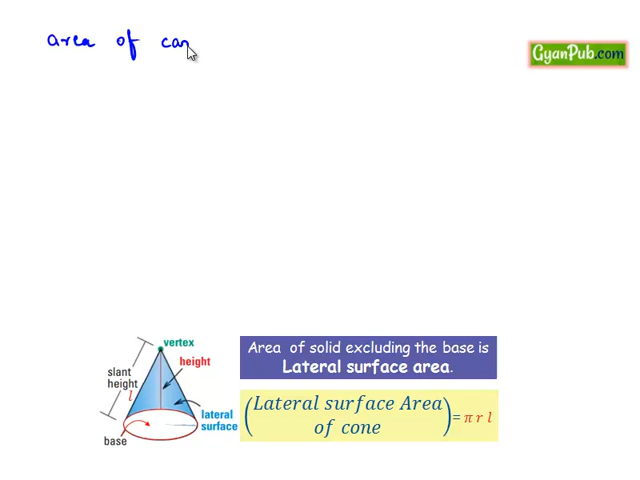 area of can
GyanPub.com
vertex
height
slant
height
l
lateral
surface
base
Area of solid excluding the base is
Lateral surface area.
(Lateral surface Area
of cone) = π r l